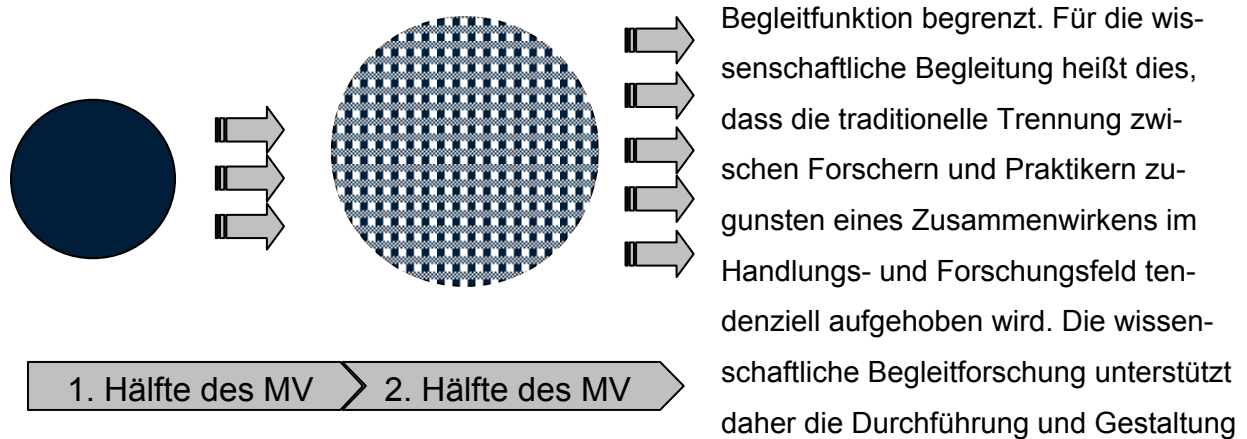 Begleitfunktion begrenzt. Für die wis-
senschaftliche Begleitung heißt dies,
dass die traditionelle Trennung zwi-
schen Forschern und Praktikern zu-
gunsten eines Zusammenwirkens im
Handlungs- und Forschungsfeld ten-
denziell aufgehoben wird. Die wissen-
schaftliche Begleitforschung unterstützt
daher die Durchführung und Gestaltung
1. Hälfte des MV
2. Hälfte des MV